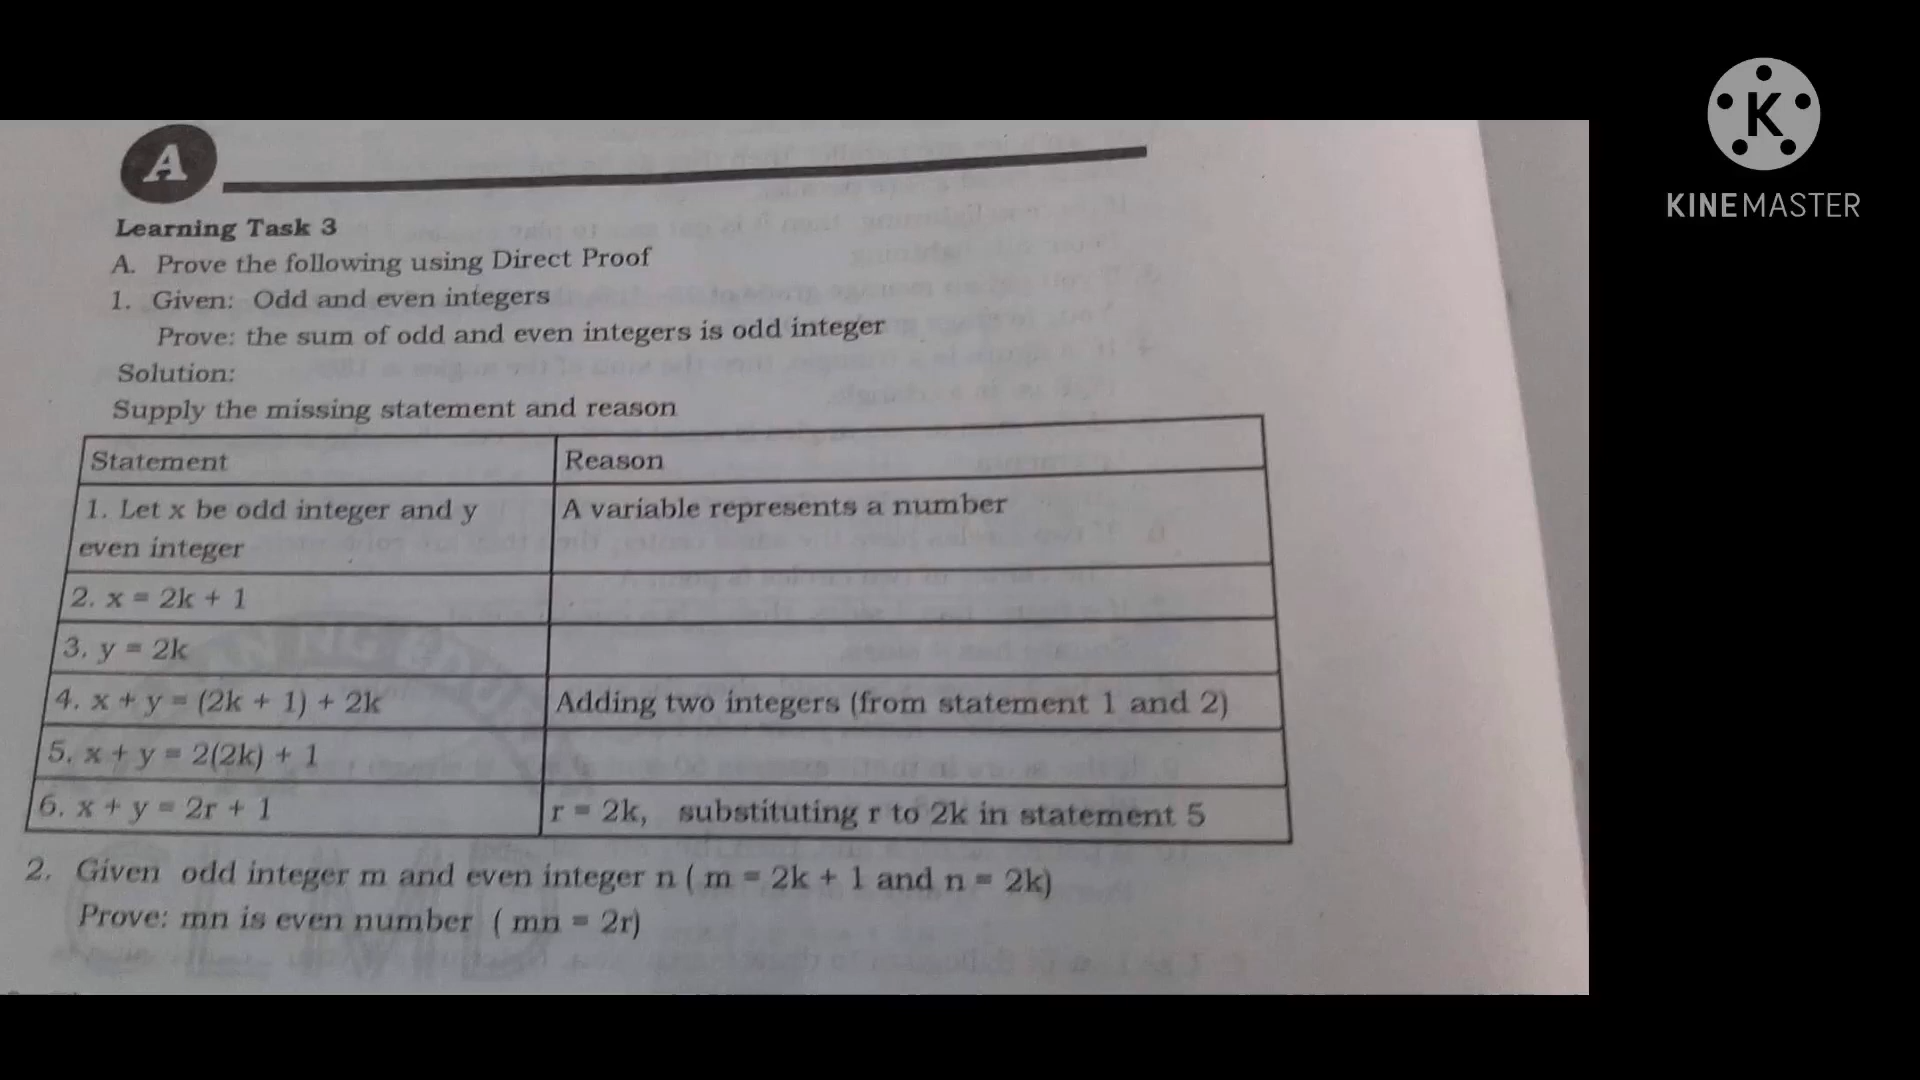 A
K
KINEMASTER
Learning Task 3
A. Prove the following using Direct Proof
1. Given: Odd and even integers
Prove: the sum of odd and even integers is odd integer
Solution:
Supply the missing statement and reason
Statement Reason
1. Let x be odd integer and y A variable represents a number
even integer
2. x = 2k + 1
3. y = 2k
4. x + y = (2k + 1) + 2k Adding two integers (from statement 1 and 2)
5. x + y = 2(2k) + 1
6. x + y = 2r + 1 r = 2k, substituting r to 2k in statement 5
2. Given odd integer m and even integer n ( m = 2k + 1 and n = 2k)
Prove: mn is even number ( mn = 2r)